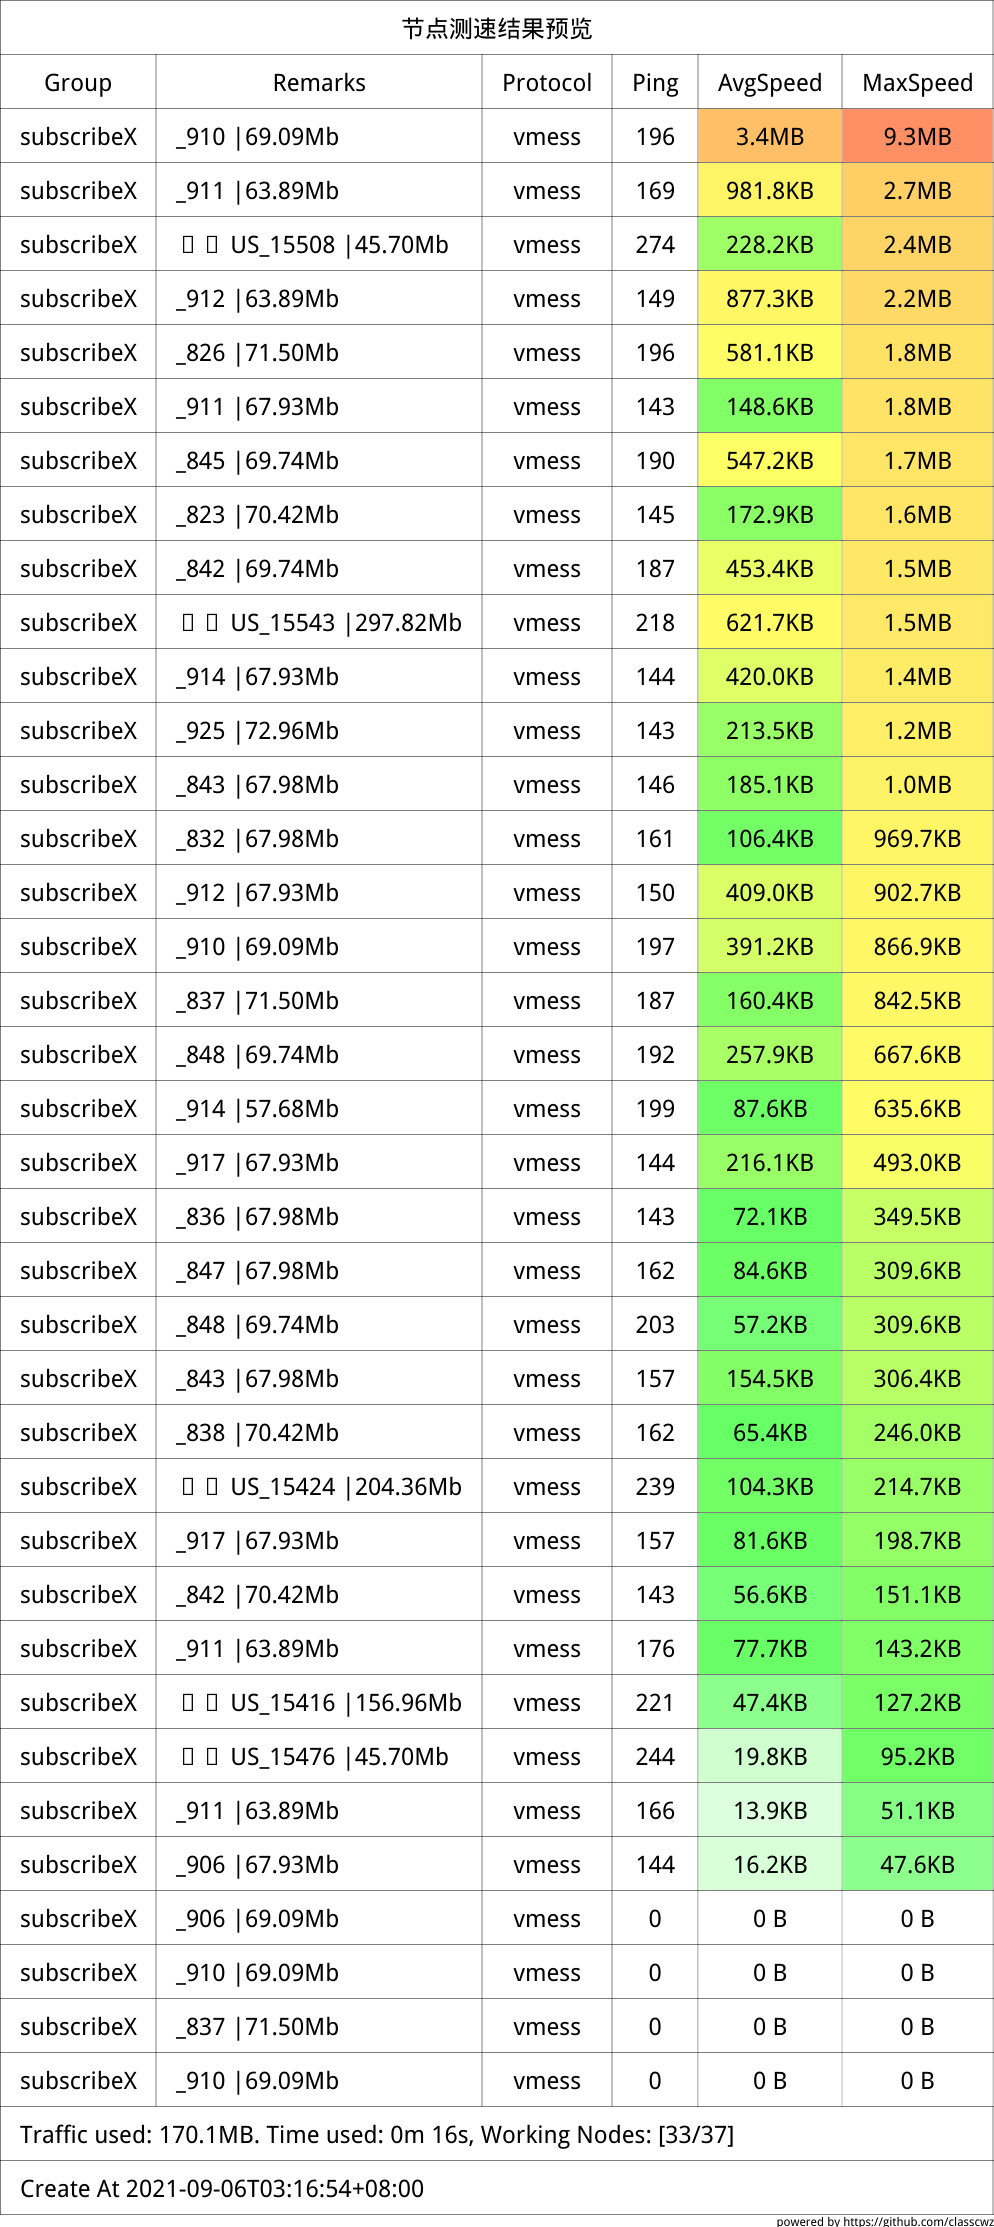 节点测速结果预览
Group Remarks Protocol Ping AvgSpeed MaxSpeed
subscribeX _910 |69.09Mb vmess 196 3.4MB 9.3MB
subscribeX _911 |63.89Mb vmess 169 981.8KB 2.7MB
subscribeX US_15508 |45.70Mb vmess 274 228.2KB 2.4MB
subscribeX _912 |63.89Mb vmess 149 877.3KB 2.2MB
subscribeX _826 |71.50Mb vmess 196 581.1KB 1.8MB
subscribeX _911 |67.93Mb vmess 143 148.6KB 1.8MB
subscribeX _845 |69.74Mb vmess 190 547.2KB 1.7MB
subscribeX _823 |70.42Mb vmess 145 172.9KB 1.6MB
subscribeX _842 |69.74Mb vmess 187 453.4KB 1.5MB
subscribeX US_15543 |297.82Mb vmess 218 621.7KB 1.5MB
subscribeX _914 |67.93Mb vmess 144 420.0KB 1.4MB
subscribeX _925 |72.96Mb vmess 143 213.5KB 1.2MB
subscribeX _843 |67.98Mb vmess 146 185.1KB 1.0MB
subscribeX _832 |67.98Mb vmess 161 106.4KB 969.7KB
subscribeX _912 |67.93Mb vmess 150 409.0KB 902.7KB
subscribeX _910 |69.09Mb vmess 197 391.2KB 866.9KB
subscribeX _837 |71.50Mb vmess 187 160.4KB 842.5KB
subscribeX _848 |69.74Mb vmess 192 257.9KB 667.6KB
subscribeX _914 |57.68Mb vmess 199 87.6KB 635.6KB
subscribeX _917 |67.93Mb vmess 144 216.1KB 493.0KB
subscribeX _836 |67.98Mb vmess 143 72.1KB 349.5KB
subscribeX _847 |67.98Mb vmess 162 84.6KB 309.6KB
subscribeX _848 |69.74Mb vmess 203 57.2KB 309.6KB
subscribeX _843 |67.98Mb vmess 157 154.5KB 306.4KB
subscribeX _838 |70.42Mb vmess 162 65.4KB 246.0KB
subscribeX US_15424 |204.36Mb vmess 239 104.3KB 214.7KB
subscribeX _917 |67.93Mb vmess 157 81.6KB 198.7KB
subscribeX _842 |70.42Mb vmess 143 56.6KB 151.1KB
subscribeX _911 |63.89Mb vmess 176 77.7KB 143.2KB
subscribeX US_15416 |156.96Mb vmess 221 47.4KB 127.2KB
subscribeX US_15476 |45.70Mb vmess 244 19.8KB 95.2KB
subscribeX _911 |63.89Mb vmess 166 13.9KB 51.1KB
subscribeX _906 |67.93Mb vmess 144 16.2KB 47.6KB
subscribeX _906 |69.09Mb vmess 0 0 B 0 B
subscribeX _910 |69.09Mb vmess 0 0 B 0 B
subscribeX _837 |71.50Mb vmess 0 0 B 0 B
subscribeX _910 |69.09Mb vmess 0 0 B 0 B
Traffic used: 170.1MB. Time used: 0m 16s, Working Nodes: [33/37]
Create At 2021-09-06T03:16:54+08:00
powered by https://github.com/classcwz